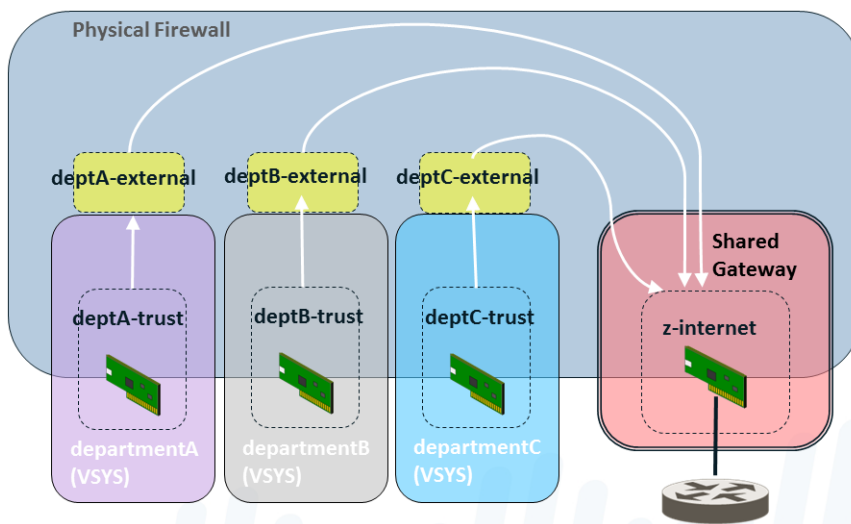 Physical Firewall
deptA-external
deptB-external
deptC-external
Shared
Gateway
deptA-trust
deptB-trust
deptC-trust
z-internet
departmentA
(VSYS)
departmentB
(VSYS)
departmentC
(VSYS)